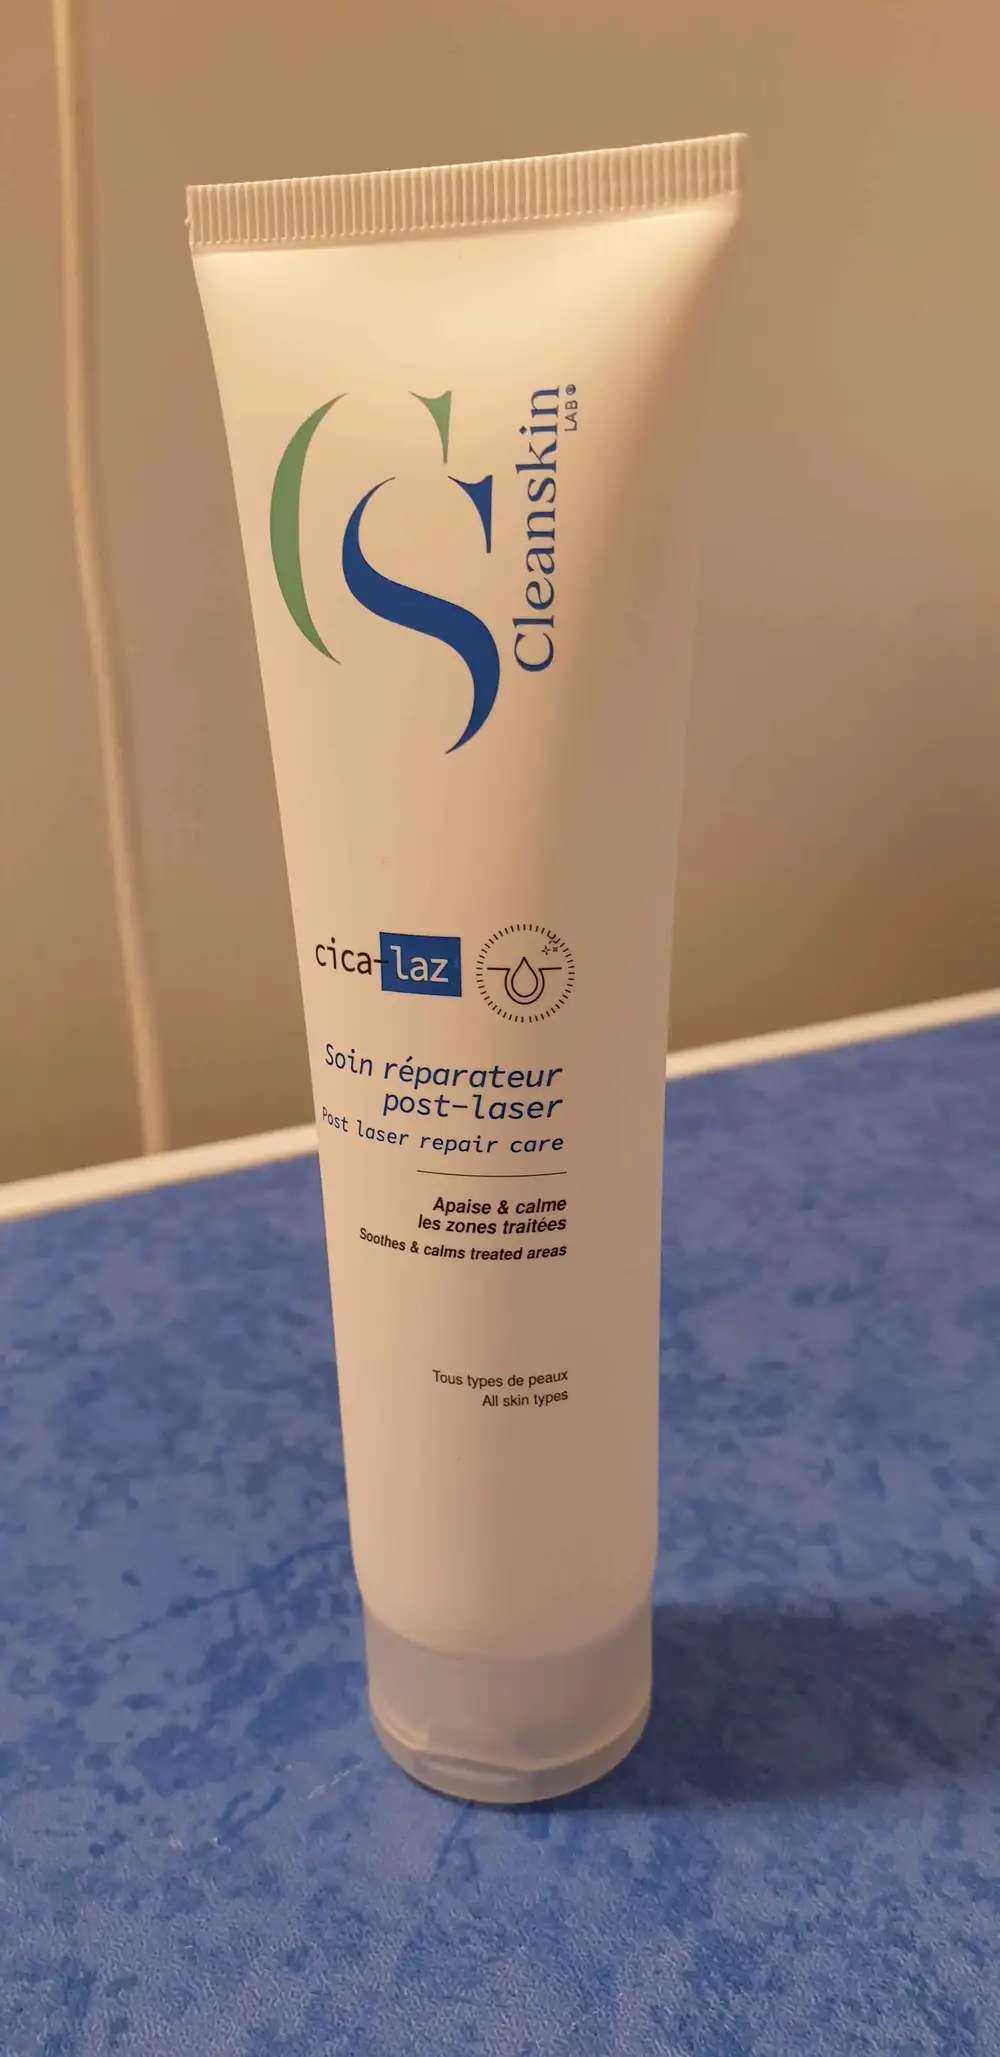 CS
Cleanskin
LAB®
cica-laz
Soin réparateur
post-laser
Post laser repair care
Apaise & calme
les zones traitées
Soothes & calms treated areas
Tous types de peaux
All skin types